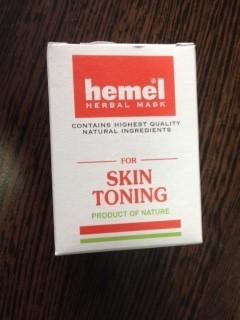 hemel®
HERBAL MASK
CONTAINS HIGHEST QUALITY
NATURAL INGREDIENTS
FOR
SKIN
TONING
PRODUCT OF NATURE